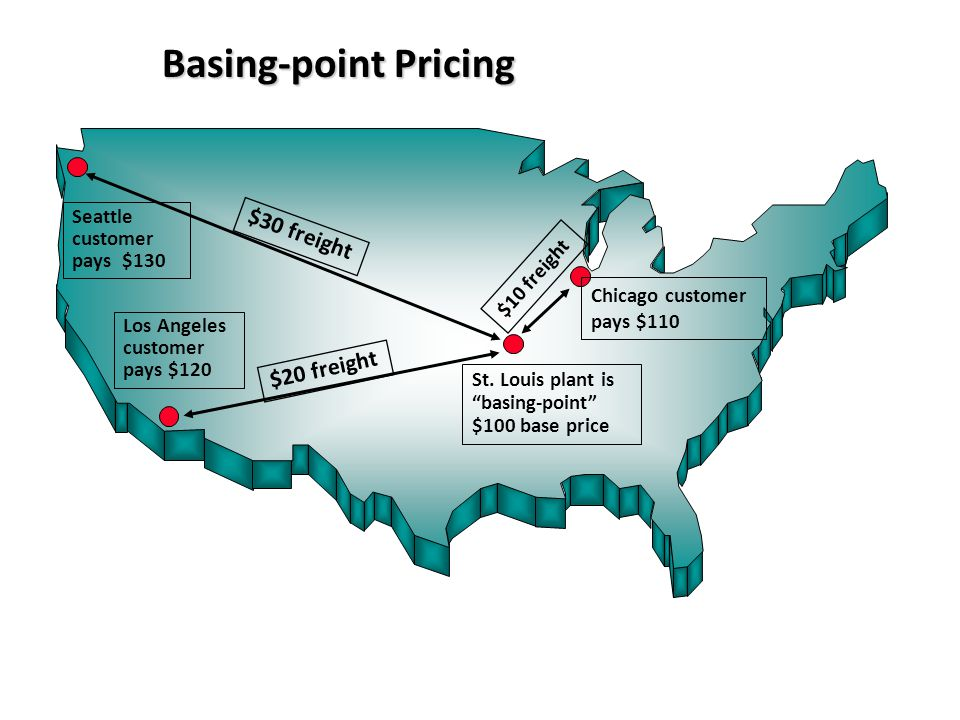 Basing-point Pricing
Seattle
customer
pays $130
$30 freight
$10 freight
Chicago customer
pays $110
Los Angeles
customer
pays $120
$20 freight
St. Louis plant is
“basing-point”
$100 base price